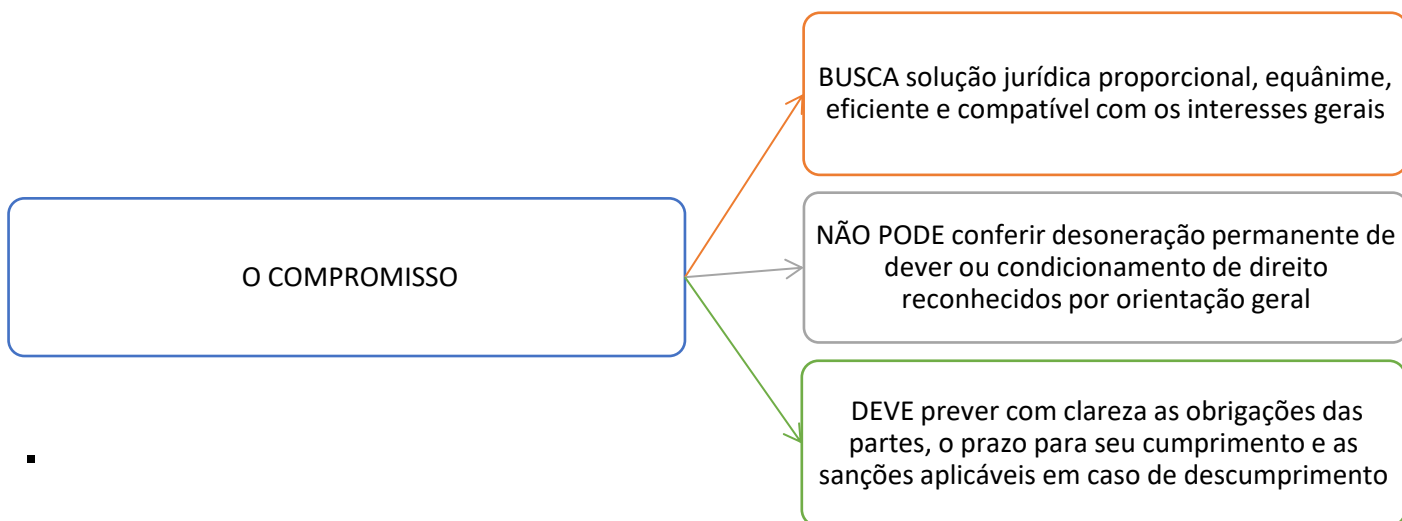 O COMPROMISSO
BUSCA solução jurídica proporcional, equânime,
eficiente e compatível com os interesses gerais
NÃO PODE conferir desoneração permanente de
dever ou condicionamento de direito
reconhecidos por orientação geral
DEVE prever com clareza as obrigações das
partes, o prazo para seu cumprimento e as
sanções aplicáveis em caso de descumprimento